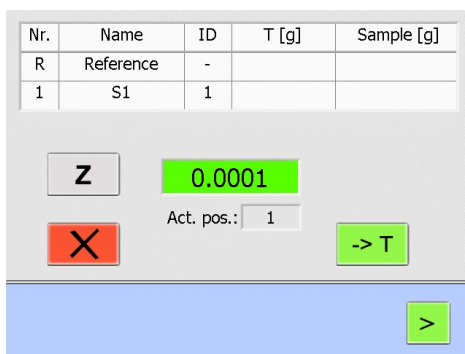 Nr. Name ID T [g] Sample [g]
R Reference -
1 S1 1
Z 0.0001
Act. pos.: 1
X -> T
>